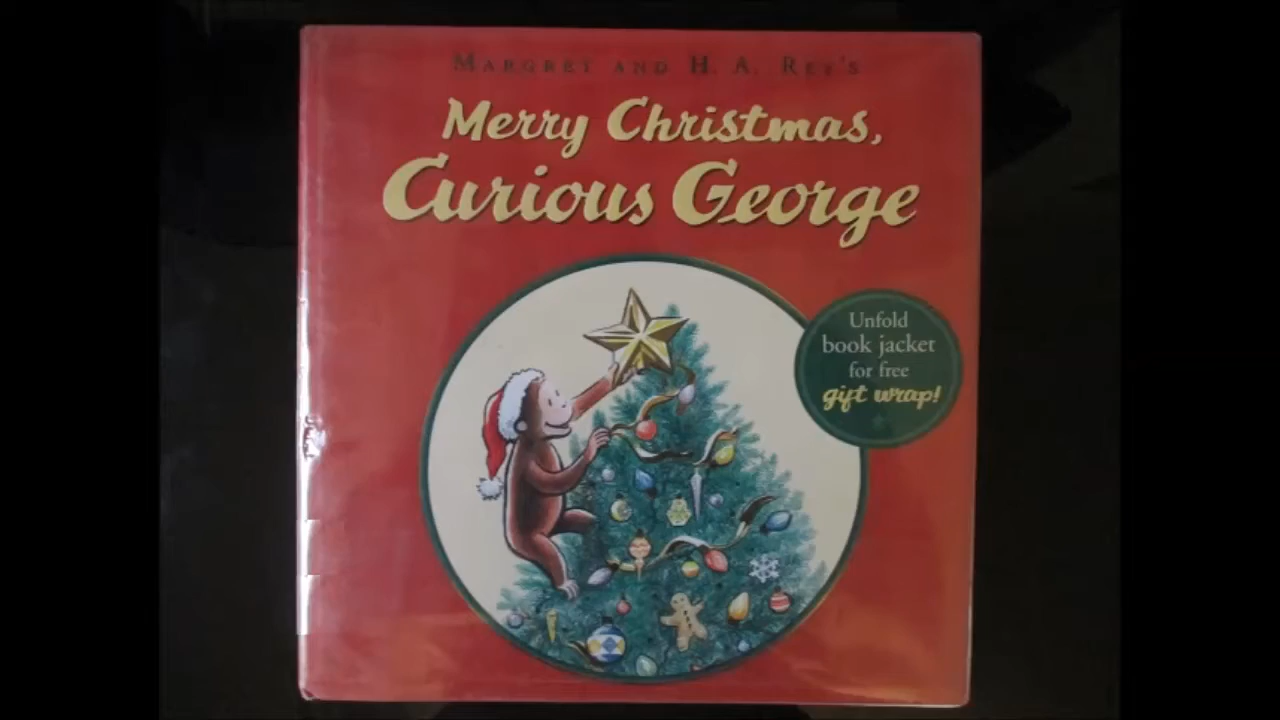 MARGRET AND H. A. REY'S
Merry Christmas,
Curious George
Unfold
book jacket
for free
gift wrap!